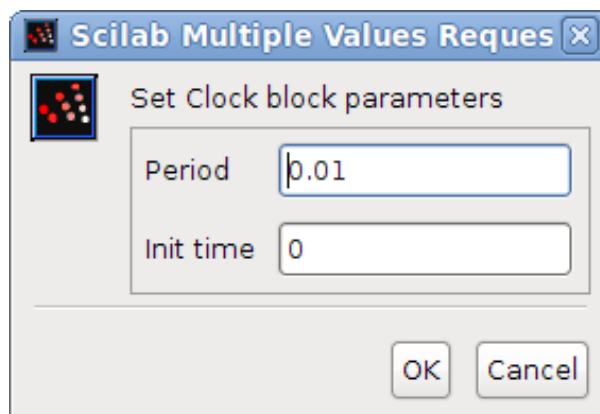 Scilab Multiple Values Reques
Set Clock block parameters
Period 0.01
Init time 0
OK Cancel